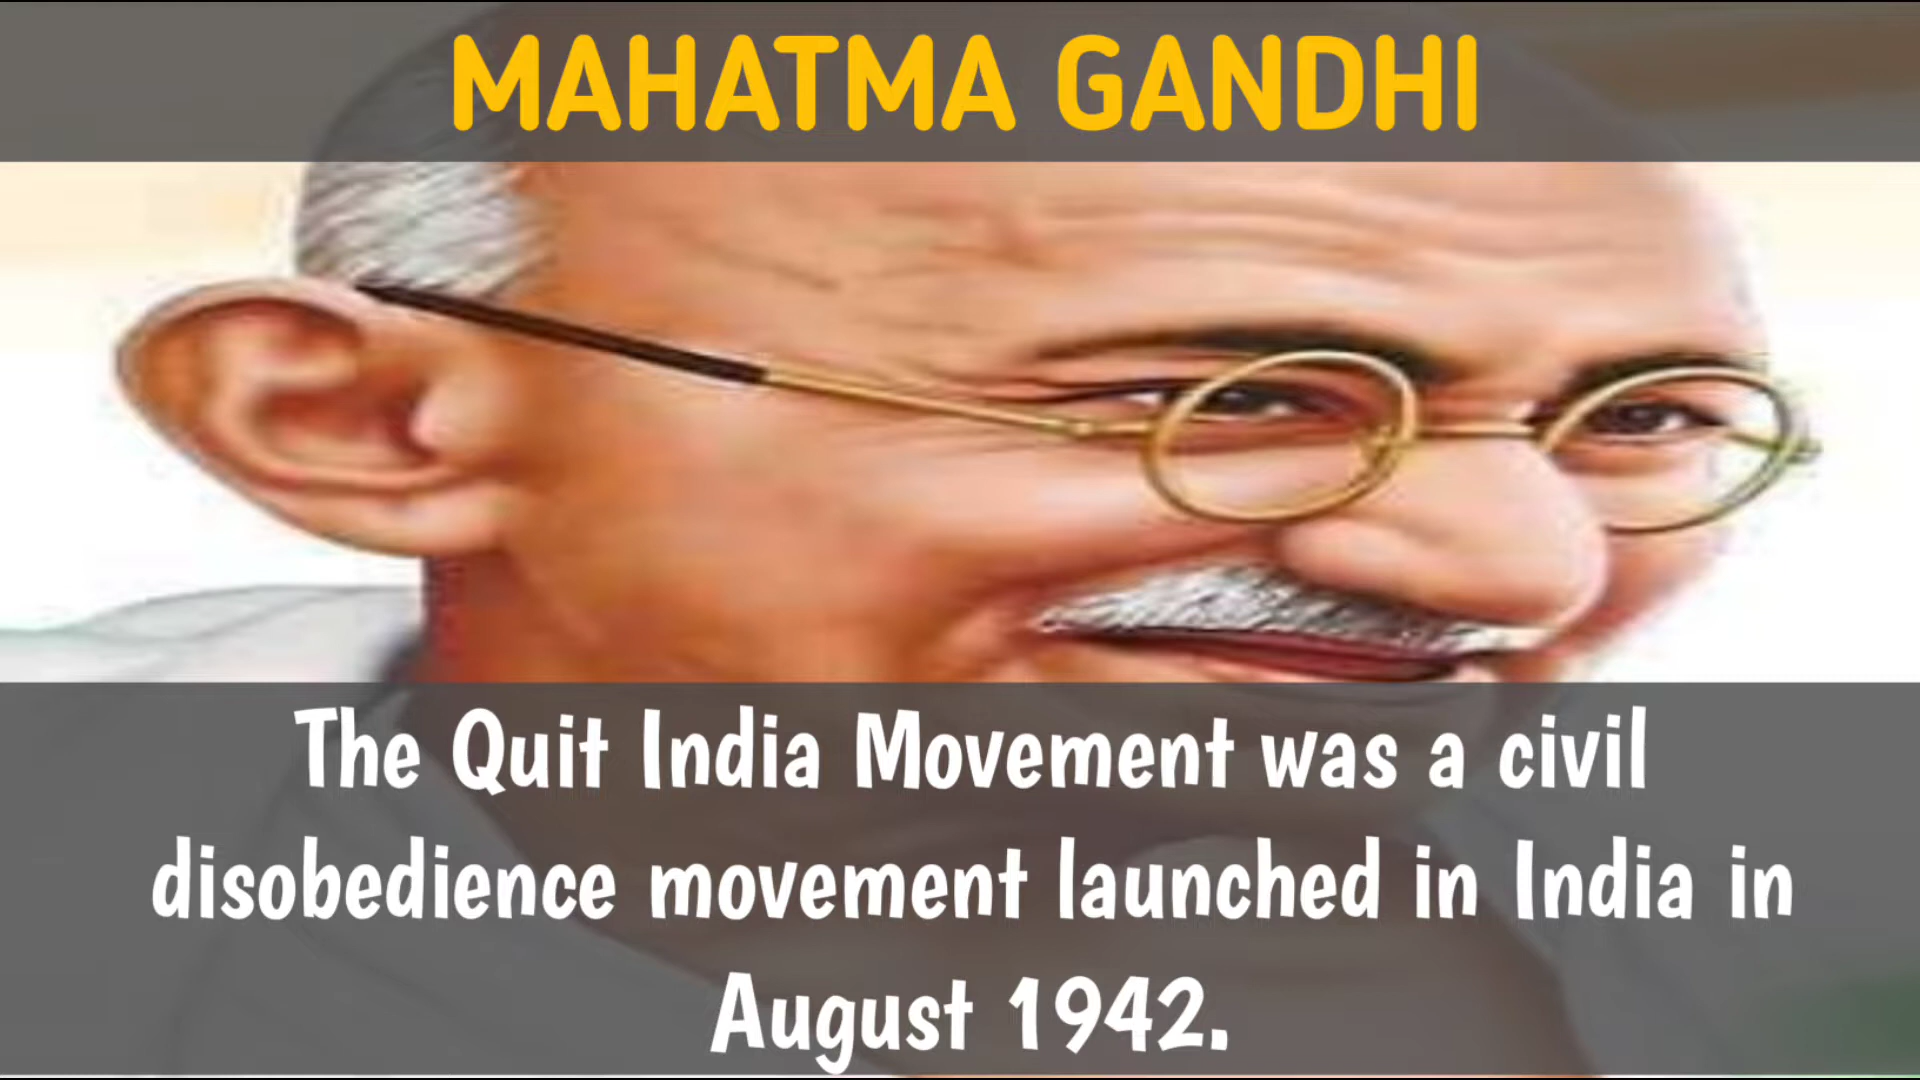 MAHATMA GANDHI
The Quit India Movement was a civil
disobedience movement launched in India in
August 1942.